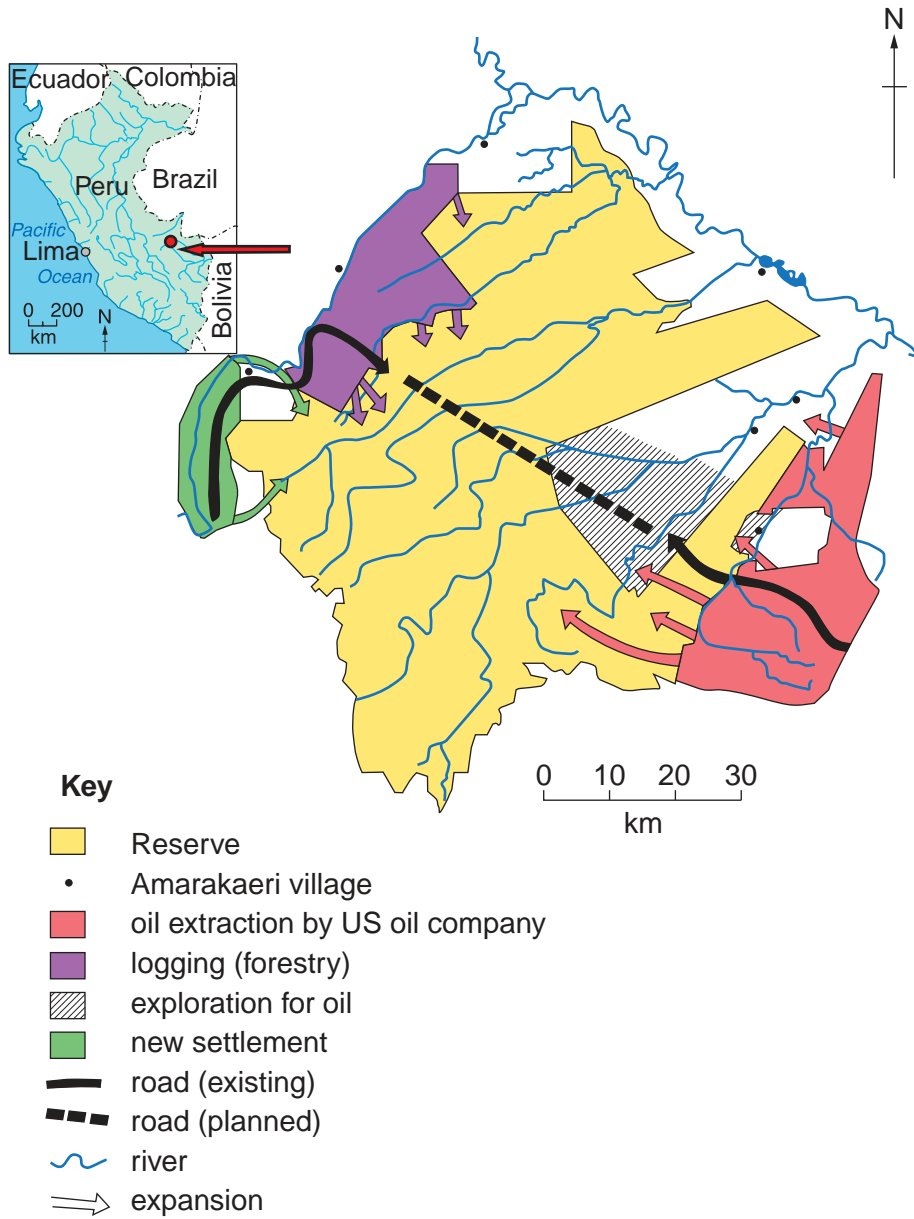 N
Ecuador Colombia
Peru
Brazil
Pacific
Lima
Ocean
Bolivia
0 200
km
N
0 10 20 30
km
Key
Reserve
Amarakaeri village
oil extraction by US oil company
logging (forestry)
exploration for oil
new settlement
road (existing)
road (planned)
river
expansion